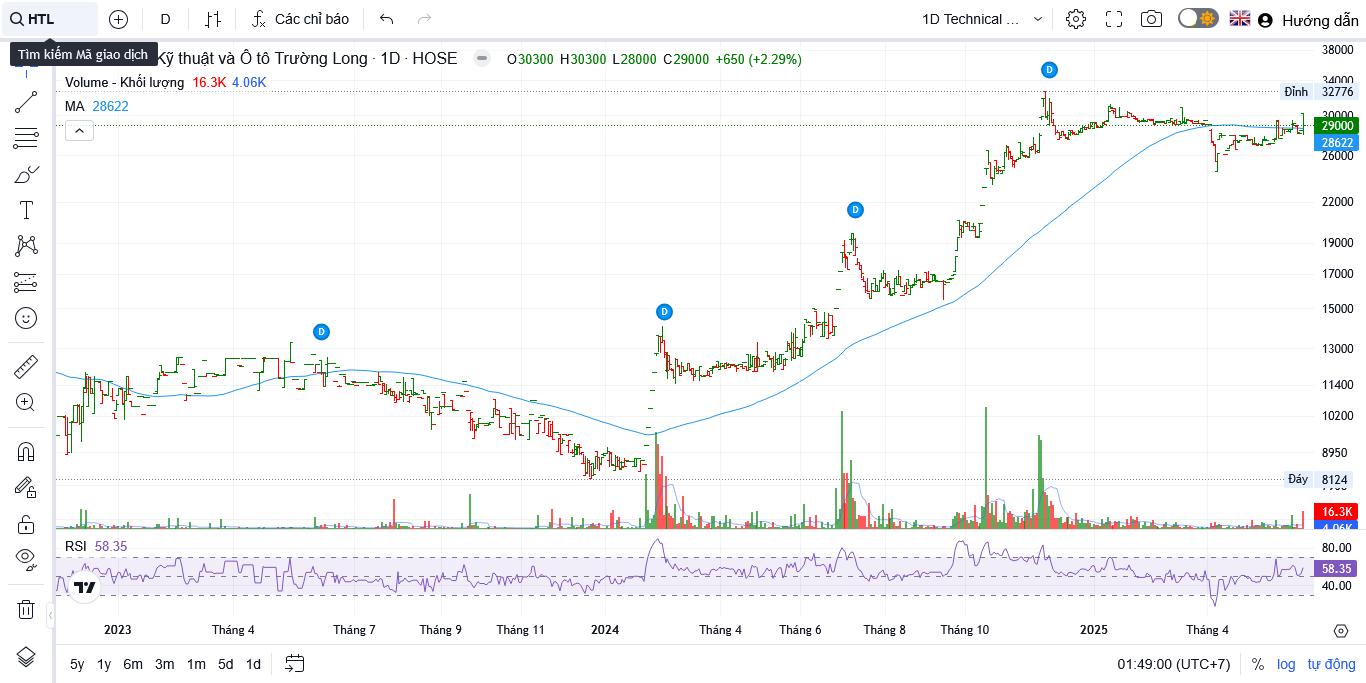 HTL
D
Các chỉ báo
1D Technical ...
Hướng dẫn
Tìm kiếm Mã giao dịch
Kỹ thuật và Ô tô Trường Long · 1D · HOSE
O30300 H30300 L28000 C29000 +650 (+2.29%)
Volume - Khối lượng 16.3K 4.06K
MA 28622
D
D
D
D
38000
34000
Đỉnh 32776
30000
29000
28622
26000
22000
19000
17000
15000
13000
11400
10200
8950
Đáy 8124
16.3K
4.06K
RSI 58.35
80.00
58.35
40.00
2023 Tháng 4 Tháng 7 Tháng 9 Tháng 11 2024 Tháng 4 Tháng 6 Tháng 8 Tháng 10 2025 Tháng 4
5y 1y 6m 3m 1m 5d 1d
01:49:00 (UTC+7) % log tự động